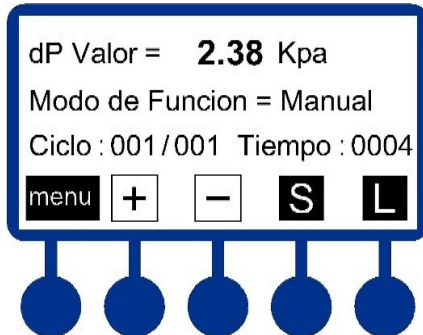 dP Valor = 2.38 Kpa
Modo de Funcion = Manual
Ciclo : 001/001 Tiempo : 0004
menu + − S L